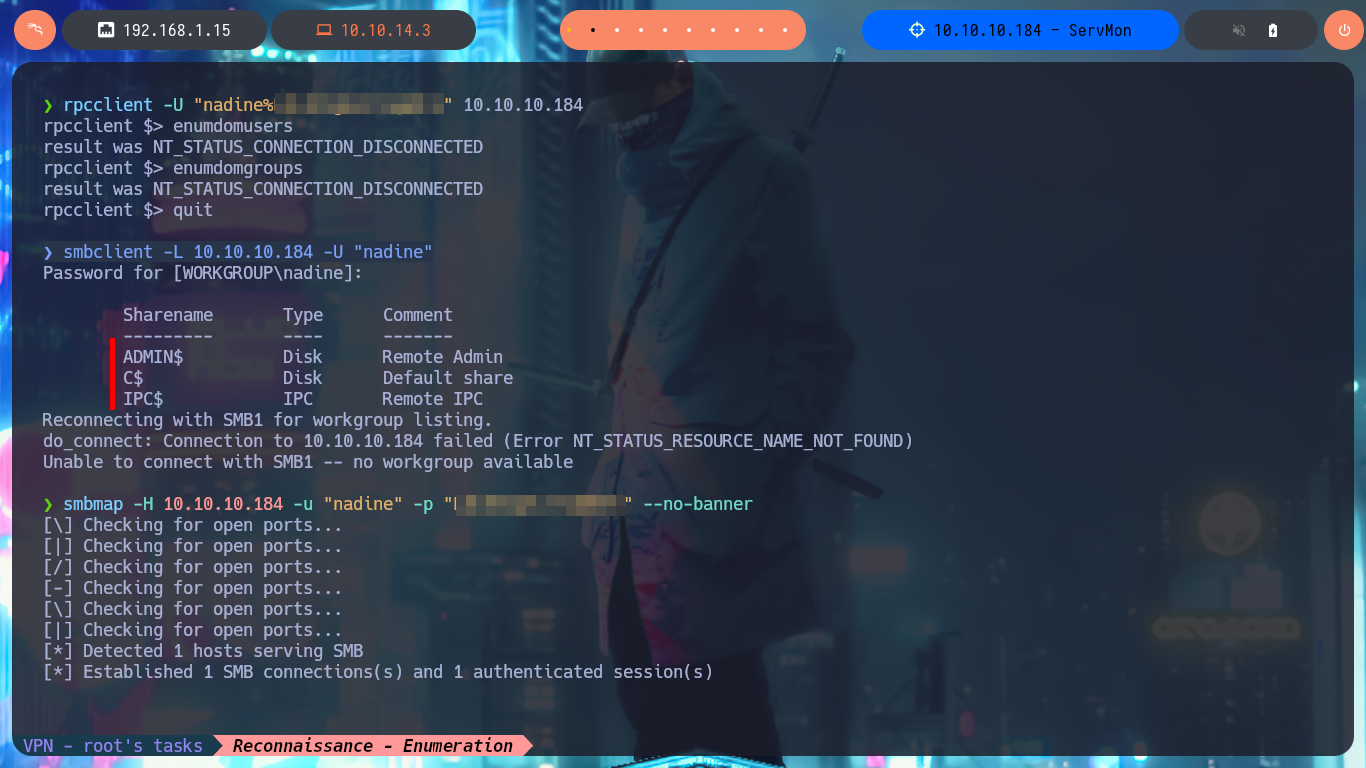 192.168.1.15
10.10.14.3
10.10.10.184 - ServMon
❯ rpcclient -U "nadine%" 10.10.10.184
rpcclient $> enumdomusers
result was NT_STATUS_CONNECTION_DISCONNECTED
rpcclient $> enumdomgroups
result was NT_STATUS_CONNECTION_DISCONNECTED
rpcclient $> quit
❯ smbclient -L 10.10.10.184 -U "nadine"
Password for [WORKGROUP\nadine]:
Sharename Type Comment
--------- ---- -------
ADMIN$ Disk Remote Admin
C$ Disk Default share
IPC$ IPC Remote IPC
Reconnecting with SMB1 for workgroup listing.
do_connect: Connection to 10.10.10.184 failed (Error NT_STATUS_RESOURCE_NAME_NOT_FOUND)
Unable to connect with SMB1 -- no workgroup available
❯ smbmap -H 10.10.10.184 -u "nadine" -p "" --no-banner
[\] Checking for open ports...
[|] Checking for open ports...
[/] Checking for open ports...
[-] Checking for open ports...
[\] Checking for open ports...
[|] Checking for open ports...
[*] Detected 1 hosts serving SMB
[*] Established 1 SMB connections(s) and 1 authenticated session(s)
VPN - root's tasks Reconnaissance - Enumeration